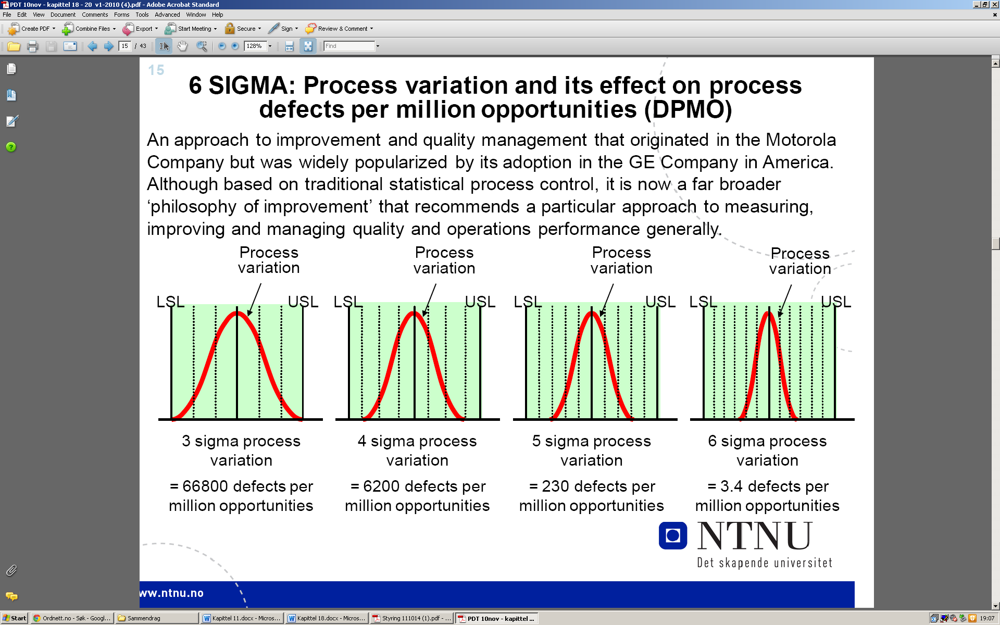 PDT 10nov - kapittel 18 - 20 v1-2010 (4).pdf - Adobe Acrobat Standard
File Edit View Document Comments Forms Tools Advanced Window Help
Create PDF Combine Files Export Start Meeting Secure Sign Review & Comment
15 / 43 128% Find
15
6 SIGMA: Process variation and its effect on process
defects per million opportunities (DPMO)
An approach to improvement and quality management that originated in the Motorola
Company but was widely popularized by its adoption in the GE Company in America.
Although based on traditional statistical process control, it is now a far broader
‘philosophy of improvement’ that recommends a particular approach to measuring,
improving and managing quality and operations performance generally.
Process
variation
LSL USL
3 sigma process
variation
= 66800 defects per
million opportunities
Process
variation
LSL USL
4 sigma process
variation
= 6200 defects per
million opportunities
Process
variation
LSL USL
5 sigma process
variation
= 230 defects per
million opportunities
Process
variation
LSL USL
6 sigma process
variation
= 3.4 defects per
million opportunities
NTNU
Det skapende universitet
ww.ntnu.no
Start Ordnett.no - Søk - Googl... Sammendrag Kapittel 11.docx - Micros... Kapittel 18.docx - Micros... Styring 111014 (1).pdf - ... PDT 10nov - kapittel ... 19:07